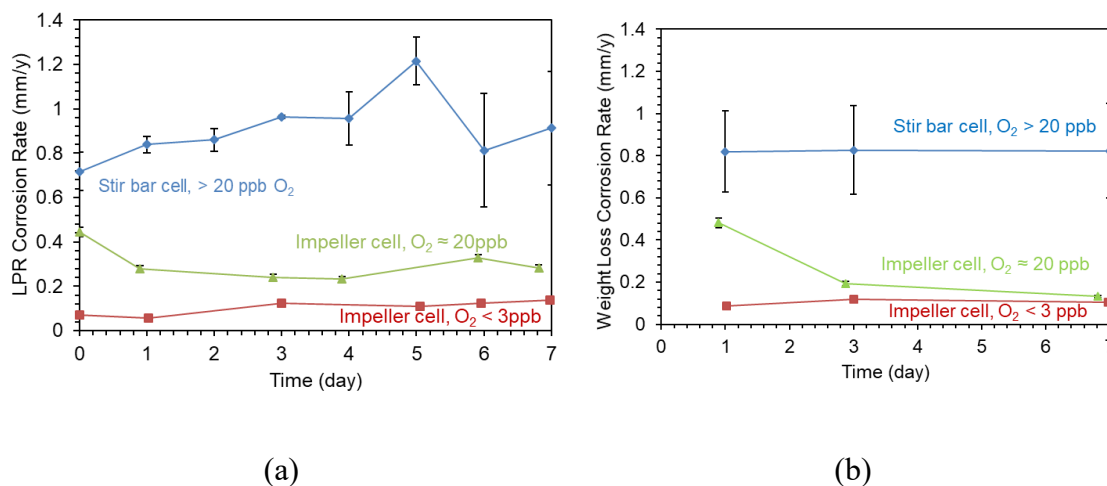 LPR Corrosion Rate (mm/y)
1.4
1.2
1
0.8
0.6
0.4
0.2
0
Stir bar cell, > 20 ppb O₂
Impeller cell, O₂ ≈ 20ppb
Impeller cell, O₂ < 3ppb
0 1 2 3 4 5 6 7
Time (day)
(a)
Weight Loss Corrosion Rate (mm/y)
1.4
1.2
1
0.8
0.6
0.4
0.2
0
Stir bar cell, O₂ > 20 ppb
Impeller cell, O₂ ≈ 20 ppb
Impeller cell, O₂ < 3 ppb
0 1 2 3 4 5 6
Time (day)
(b)